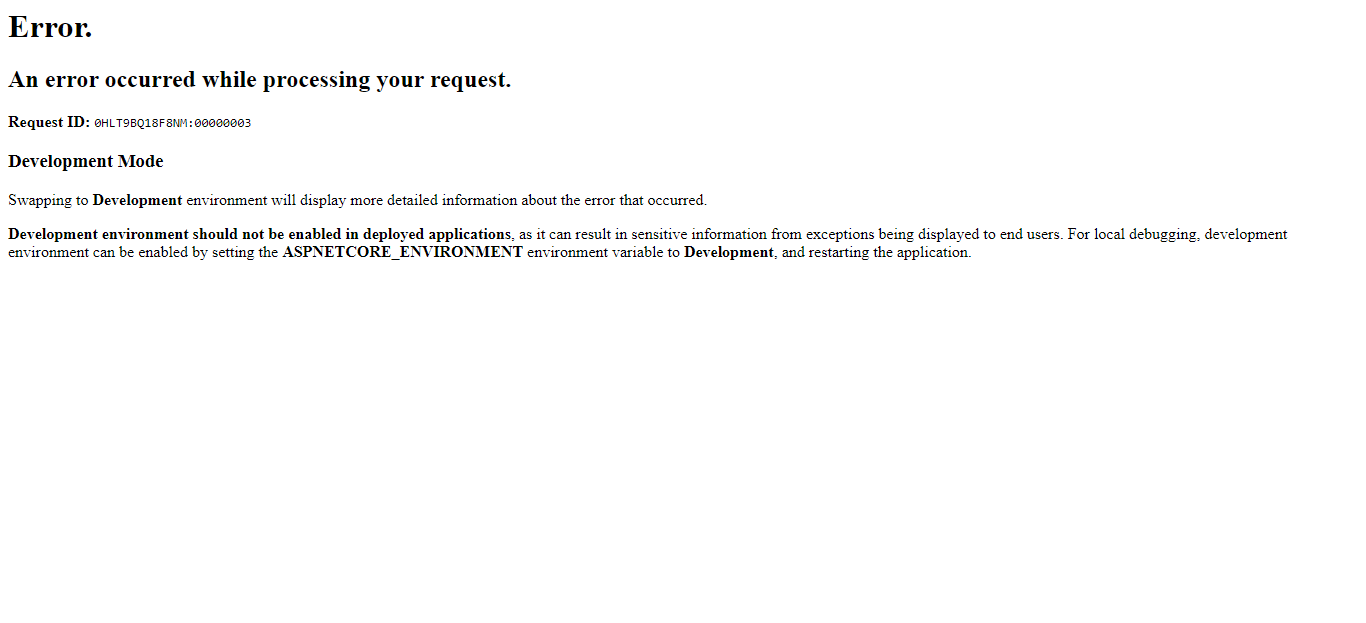 Error.
An error occurred while processing your request.
Request ID: 0HLT9BQ18F8NM:00000003
Development Mode
Swapping to Development environment will display more detailed information about the error that occurred.
Development environment should not be enabled in deployed applications, as it can result in sensitive information from exceptions being displayed to end users. For local debugging, development
environment can be enabled by setting the ASPNETCORE_ENVIRONMENT environment variable to Development, and restarting the application.